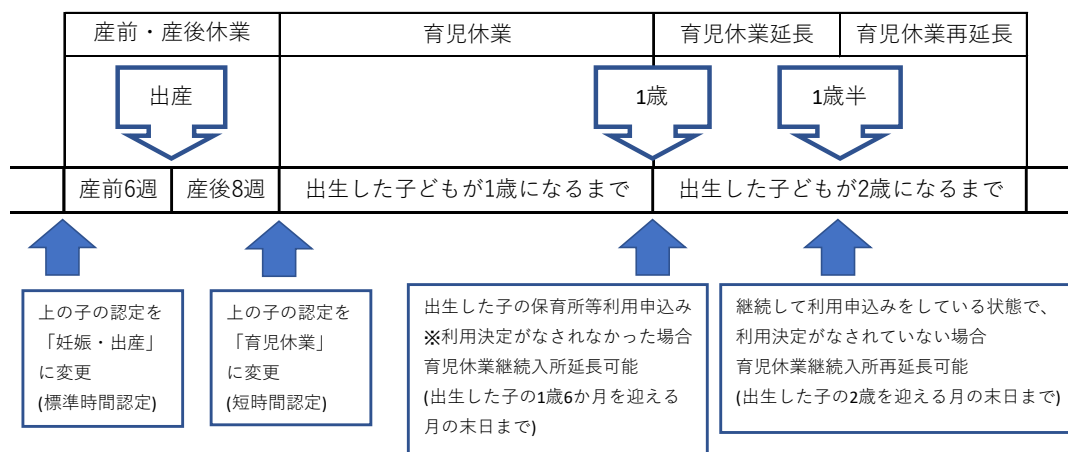 産前・産後休業
育児休業
育児休業延長
育児休業再延長
出産
1歳
1歳半
産前6週
産後8週
出生した子どもが1歳になるまで
出生した子どもが2歳になるまで
上の子の認定を
「妊娠・出産」
に変更
(標準時間認定)
上の子の認定を
「育児休業」
に変更
(短時間認定)
出生した子の保育所等利用申込み
※利用決定がなされなかった場合
育児休業継続入所延長可能
(出生した子の1歳6か月を迎える
月の末日まで)
継続して利用申込みをしている状態で、
利用決定がなされていない場合
育児休業継続入所再延長可能
(出生した子の2歳を迎える月の末日まで)